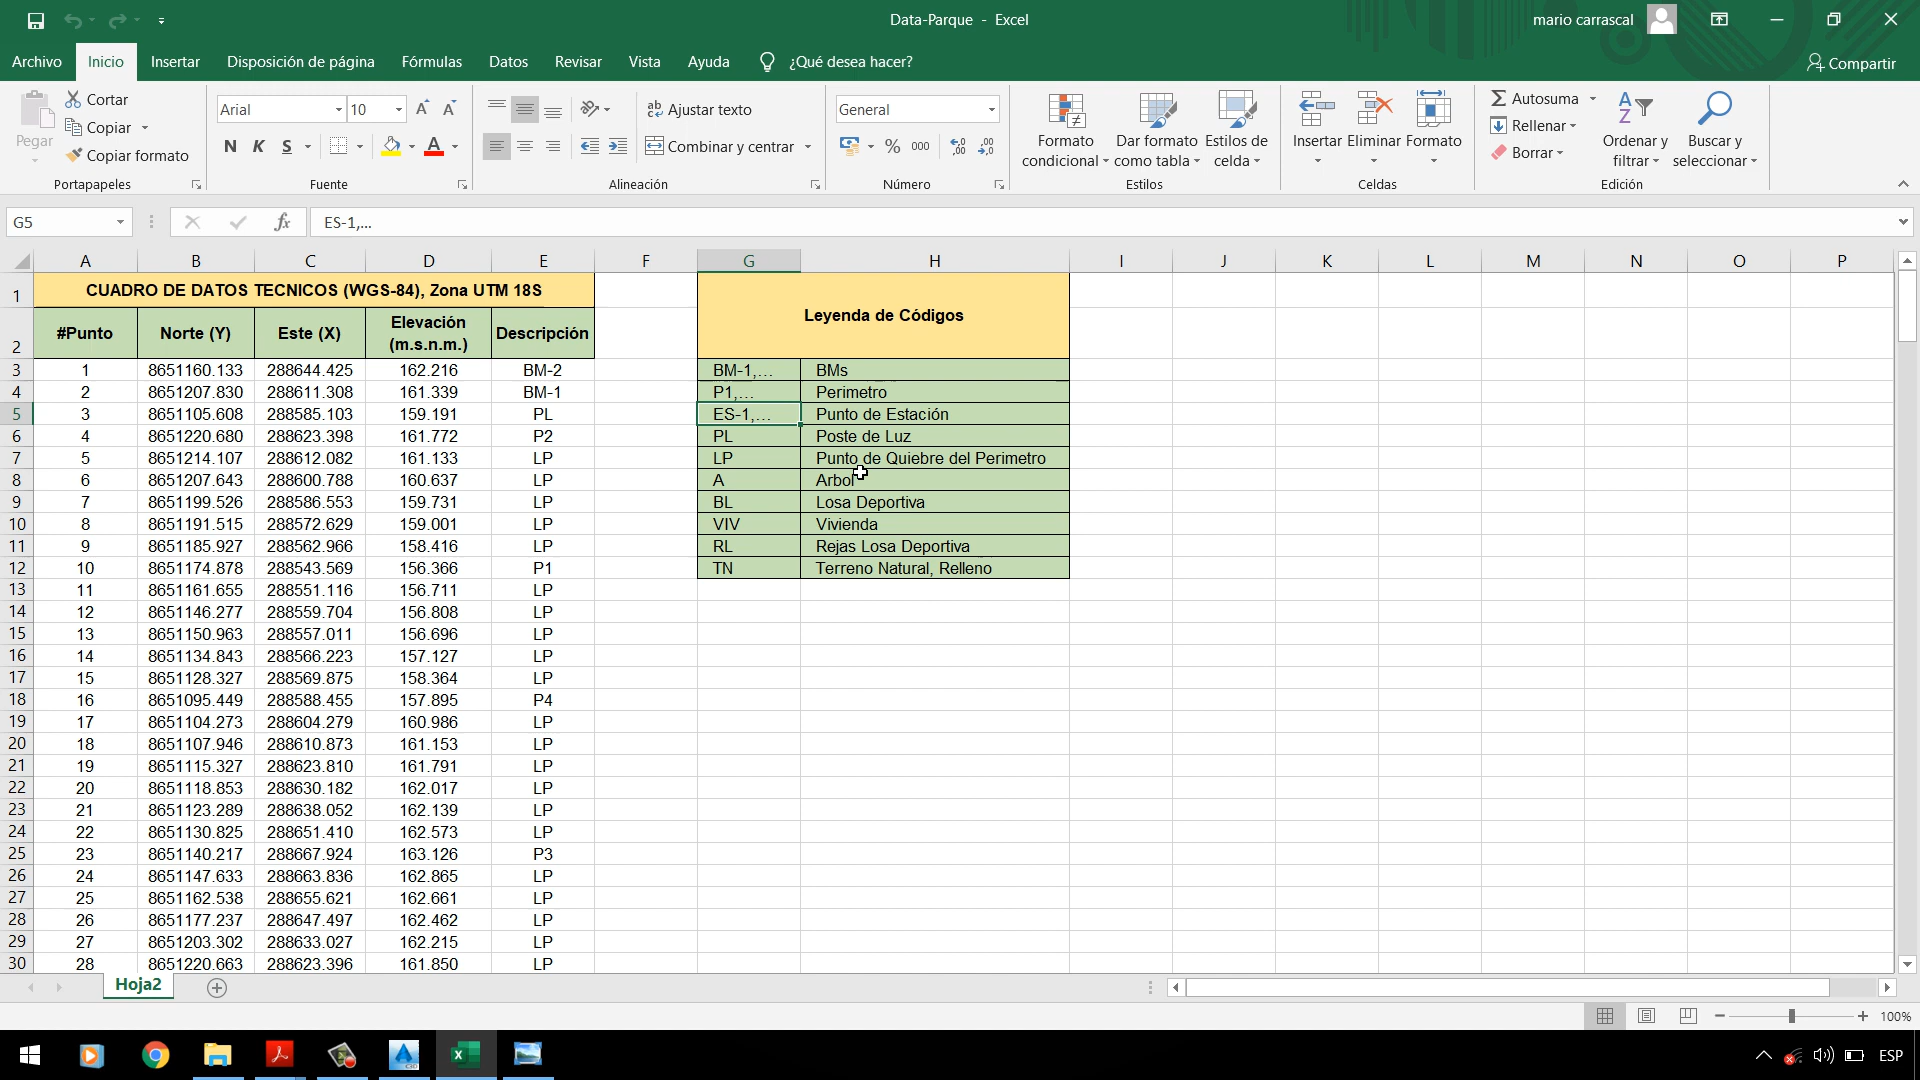 Data-Parque - Excel
mario carrascal
Archivo Inicio Insertar Disposición de página Fórmulas Datos Revisar Vista Ayuda ¿Qué desea hacer? Compartir
Pegar
Cortar
Copiar
Copiar formato
Portapapeles
Arial 10
N K S A
Fuente
Ajustar texto
Combinar y centrar
Alineación
General
% 000
Número
Formato condicional
Dar formato como tabla
Estilos de celda
Estilos
Insertar Eliminar Formato
Celdas
Autosuma
Rellenar
Borrar
Ordenar y filtrar
Buscar y seleccionar
Edición
G5 fx ES-1,...
A B C D E F G H I J K L M N O P
1 CUADRO DE DATOS TECNICOS (WGS-84), Zona UTM 18S Leyenda de Códigos
2 #Punto Norte (Y) Este (X) Elevación (m.s.n.m.) Descripción
3 1 8651160.133 288644.425 162.216 BM-2 BM-1,... BMs
4 2 8651207.830 288611.308 161.339 BM-1 P1,... Perimetro
5 3 8651105.608 288585.103 159.191 PL ES-1,... Punto de Estación
6 4 8651220.680 288623.398 161.772 P2 PL Poste de Luz
7 5 8651214.107 288612.082 161.133 LP LP Punto de Quiebre del Perimetro
8 6 8651207.643 288600.788 160.637 LP A Arbol
9 7 8651199.526 288586.553 159.731 LP BL Losa Deportiva
10 8 8651191.515 288572.629 159.001 LP VIV Vivienda
11 9 8651185.927 288562.966 158.416 LP RL Rejas Losa Deportiva
12 10 8651174.878 288543.569 156.366 P1 TN Terreno Natural, Relleno
13 11 8651161.655 288551.116 156.711 LP
14 12 8651146.277 288559.704 156.808 LP
15 13 8651150.963 288557.011 156.696 LP
16 14 8651134.843 288566.223 157.127 LP
17 15 8651128.327 288569.875 158.364 LP
18 16 8651095.449 288588.455 157.895 P4
19 17 8651104.273 288604.279 160.986 LP
20 18 8651107.946 288610.873 161.153 LP
21 19 8651115.327 288623.810 161.791 LP
22 20 8651118.853 288630.182 162.017 LP
23 21 8651123.289 288638.052 162.139 LP
24 22 8651130.825 288651.410 162.573 LP
25 23 8651140.217 288667.924 163.126 P3
26 24 8651147.633 288663.836 162.865 LP
27 25 8651162.538 288655.621 162.661 LP
28 26 8651177.237 288647.497 162.462 LP
29 27 8651203.302 288633.027 162.215 LP
30 28 8651220.663 288623.396 161.850 LP
Hoja2
100%
ESP